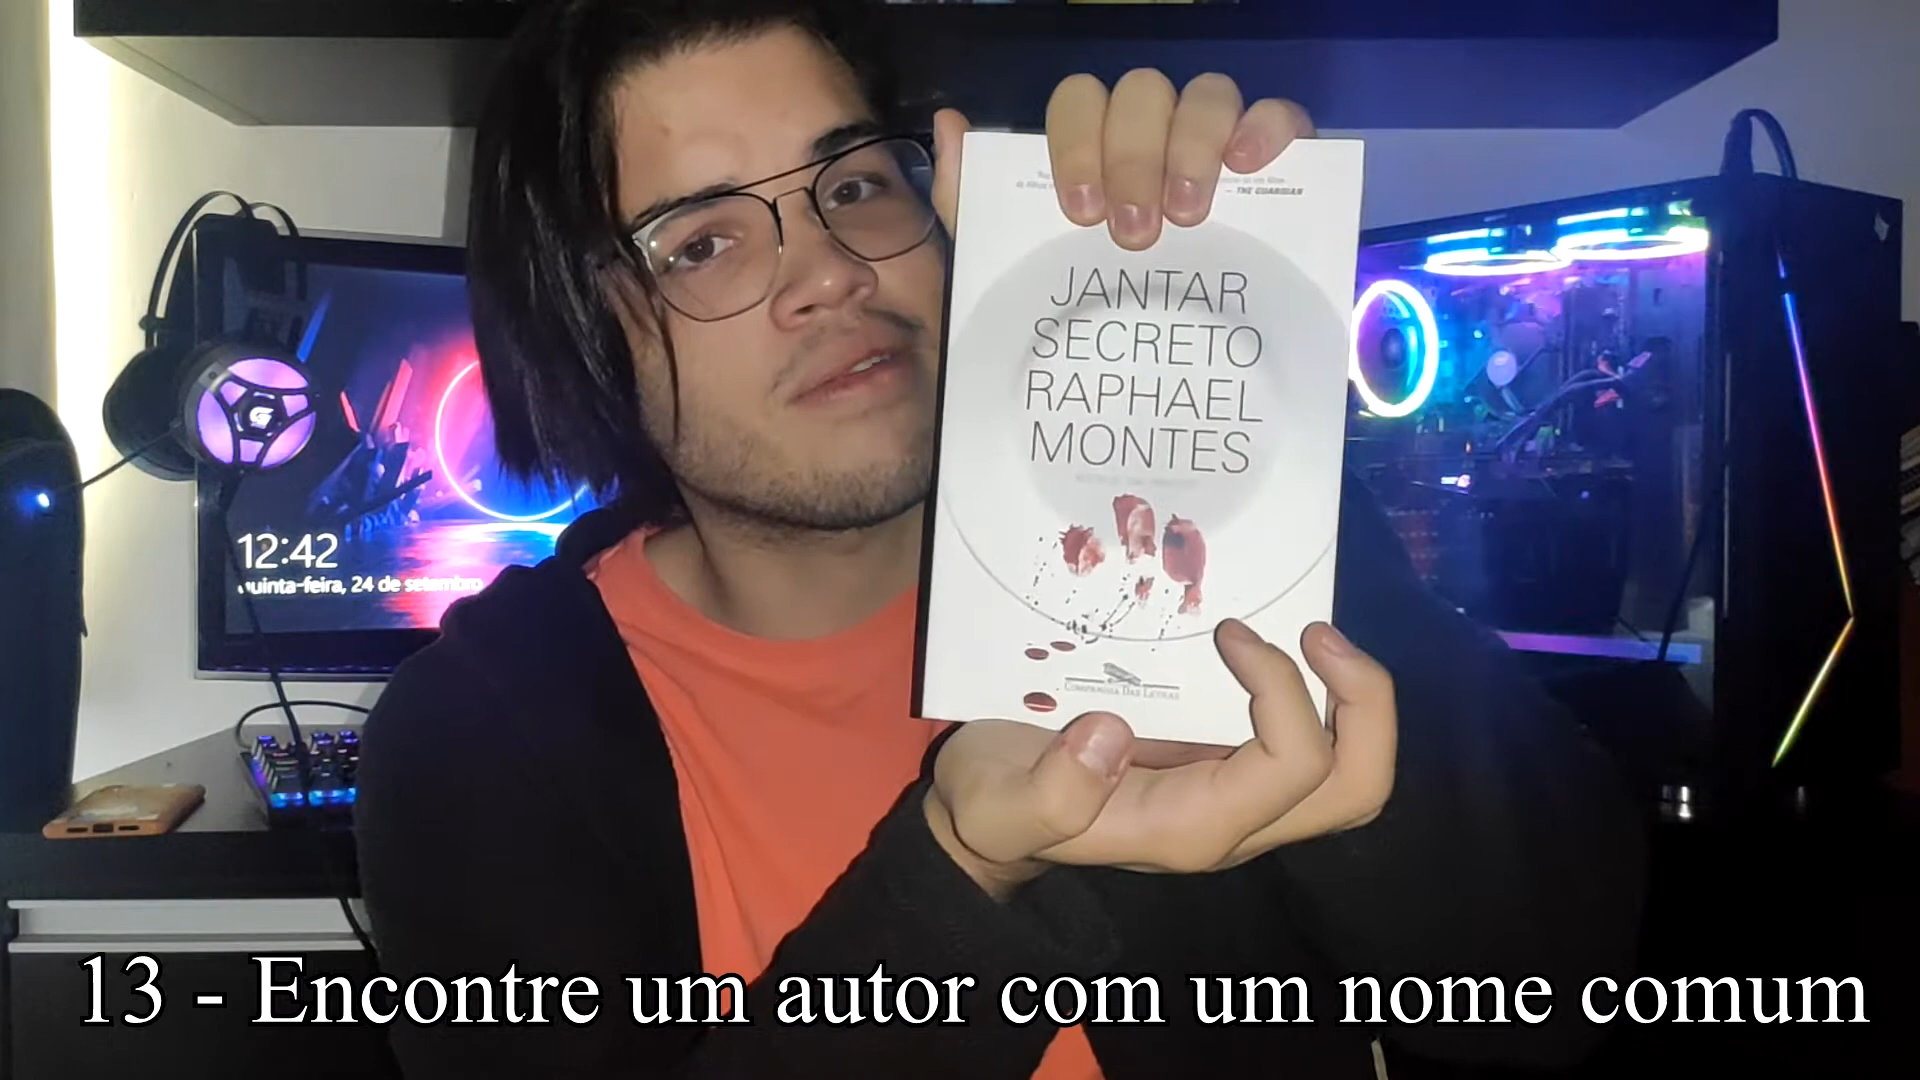 — THE GUARDIAN
JANTAR
SECRETO
RAPHAEL
MONTES
COMPANHIA DAS LETRAS
12:42
quinta-feira, 24 de setembro
13 - Encontre um autor com um nome comum